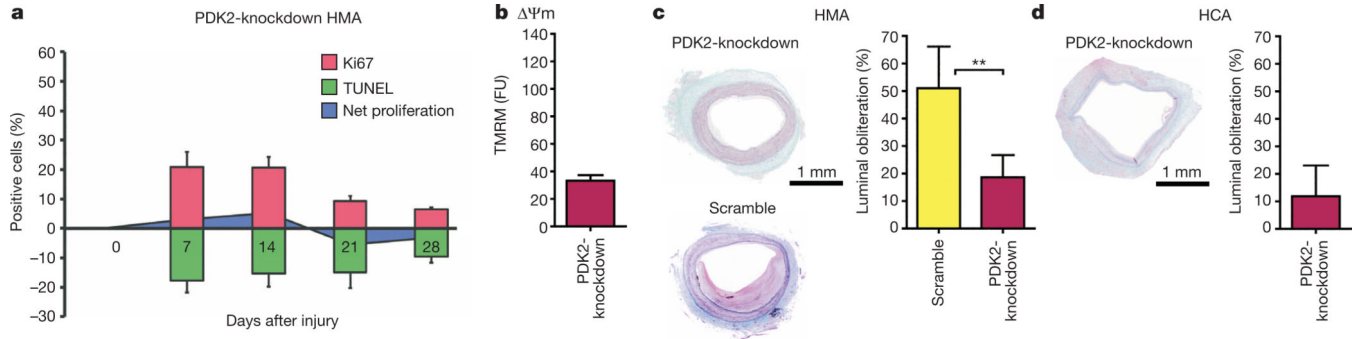 a
PDK2-knockdown HMA
60
50
40
30
20
10
0
–10
–20
–30
Positive cells (%)
Ki67
TUNEL
Net proliferation
0
7
14
21
28
Days after injury
b
ΔΨm
140
120
100
80
60
40
20
0
TMRM (FU)
PDK2-
knockdown
c
HMA
PDK2-knockdown
1 mm
Scramble
70
60
50
40
30
20
10
0
Luminal obliteration (%)
**
Scramble
PDK2-
knockdown
d
HCA
PDK2-knockdown
1 mm
70
60
50
40
30
20
10
0
Luminal obliteration (%)
PDK2-
knockdown